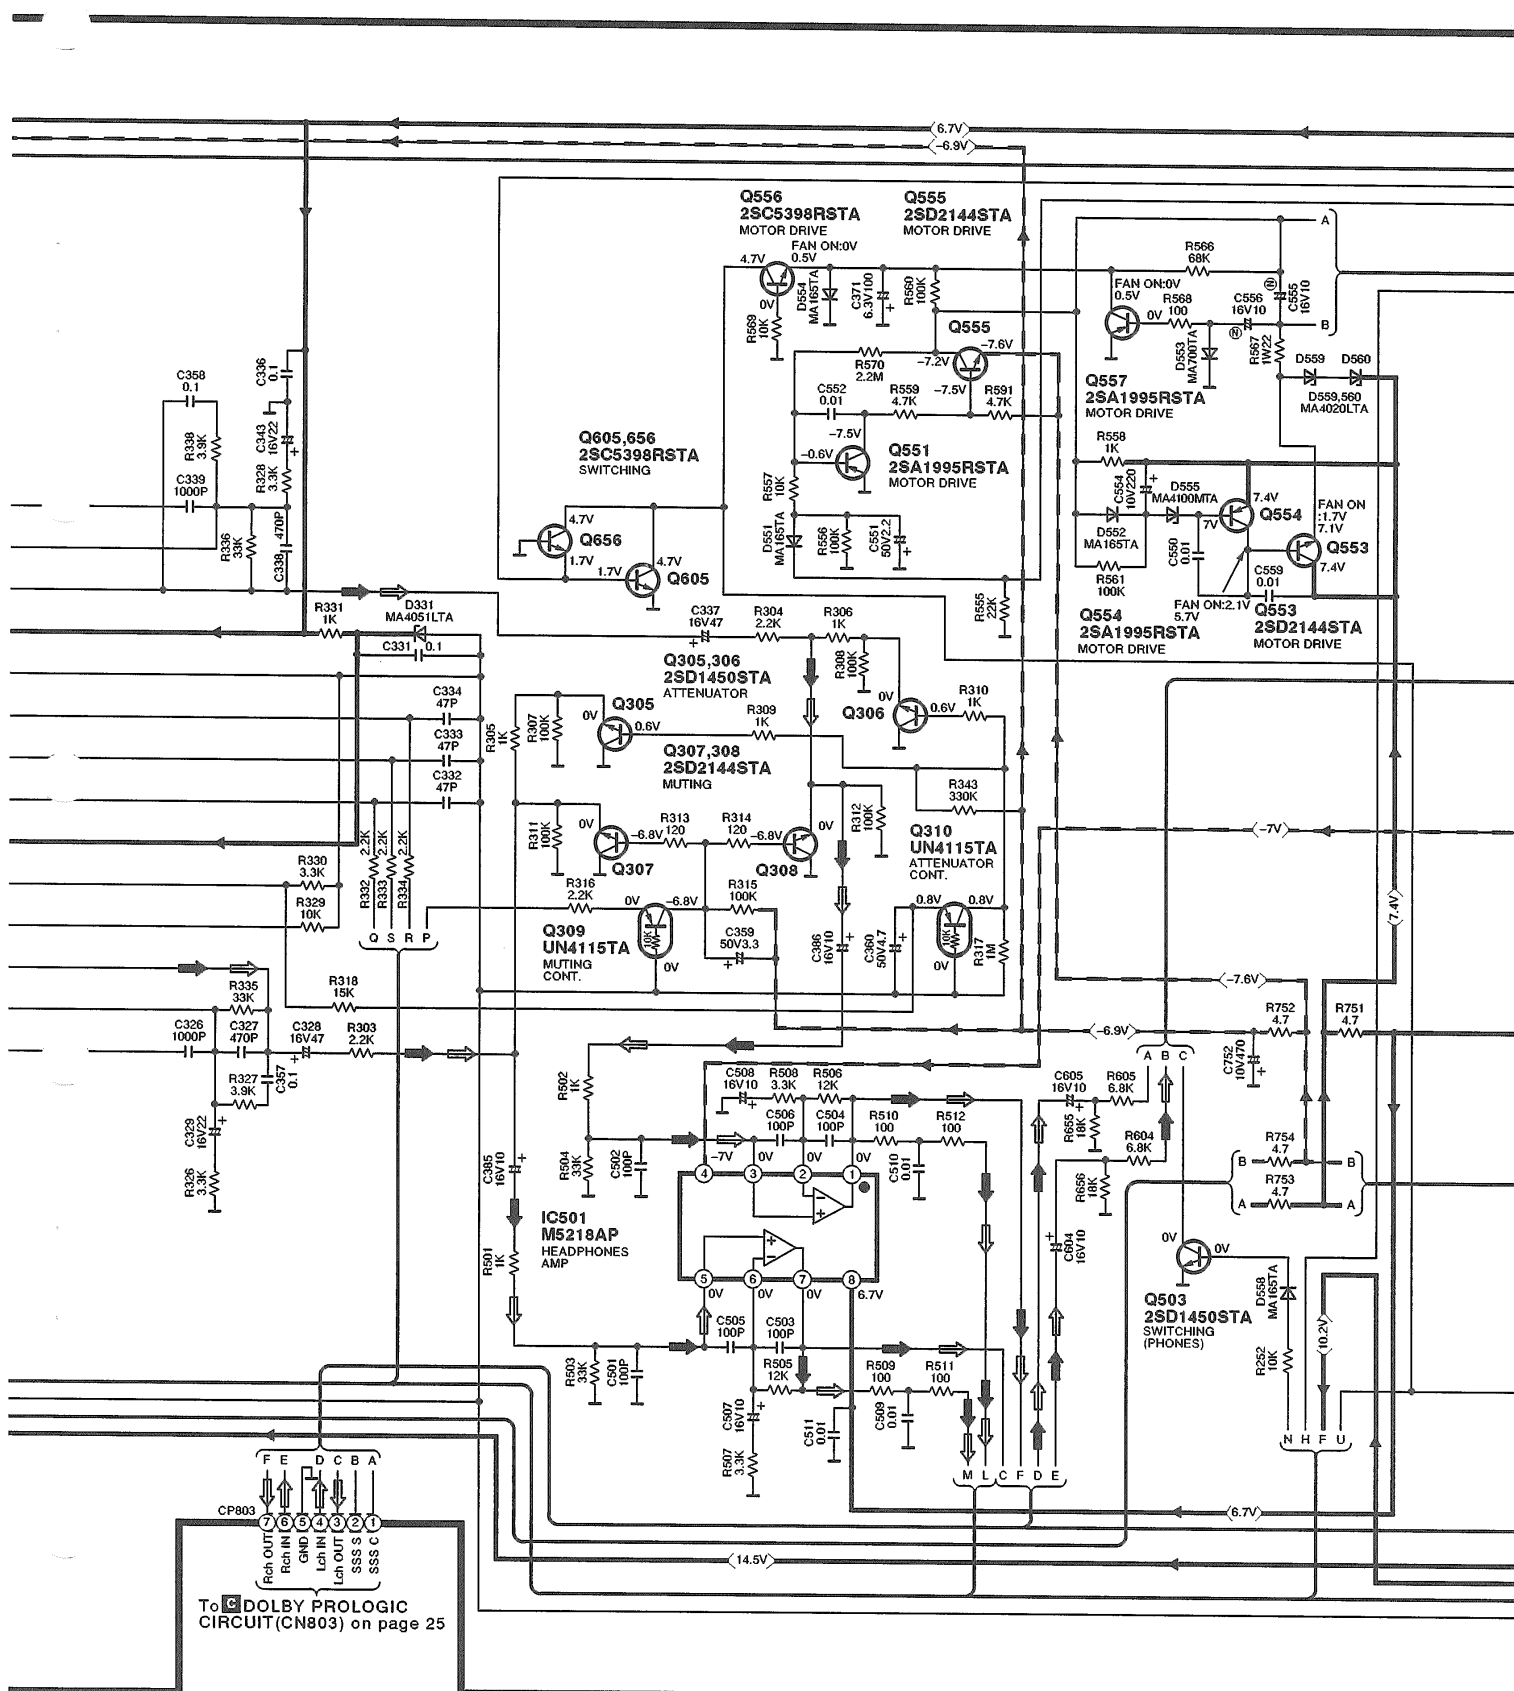 6.7V
−6.9V
Q556
2SC5398RSTA
MOTOR DRIVE
FAN ON:0V
0.5V
4.7V
0V
R569
10K
D554
MA165TA
C371
6.3V100
R560
100K
Q555
2SD2144STA
MOTOR DRIVE
R566
68K
FAN ON:0V
0.5V
R568
100
0V
C556
16V10
N
N
C555
16V10
A
B
R567
1W22
D553
MA700TA
D559
D560
D559,560
MA4020LTA
Q557
2SA1995RSTA
MOTOR DRIVE
Q555
−7.6V
−7.2V
−7.5V
R570
2.2M
C552
0.01
R559
4.7K
R591
4.7K
−7.5V
−0.6V
Q551
2SA1995RSTA
MOTOR DRIVE
R557
10K
D551
MA165TA
R556
100K
C551
50V2.2
R558
1K
C554
10V220
D555
MA4100MTA
D552
MA165TA
7V
7.4V
Q554
C550
0.01
FAN ON
:1.7V
7.1V
Q553
7.4V
C559
0.01
R561
100K
FAN ON:2.1V
5.7V
Q554
2SA1995RSTA
MOTOR DRIVE
Q553
2SD2144STA
MOTOR DRIVE
C358
0.1
C336
0.1
R338
3.9K
C343
16V22
R328
3.3K
C339
1000P
R336
33K
470P
C338
Q605,656
2SC5398RSTA
SWITCHING
4.7V
Q656
1.7V
1.7V
4.7V
Q605
R555
22K
R331
1K
D331
MA4051LTA
C331
0.1
C337
16V47
R304
2.2K
R306
1K
R308
100K
Q305,306
2SD1450STA
ATTENUATOR
C334
47P
C333
47P
C332
47P
R305
1K
R307
100K
0V
Q305
0.6V
R309
1K
0V
Q306
0.6V
R310
1K
Q307,308
2SD2144STA
MUTING
R343
330K
R311
100K
0V
−6.8V
Q307
R313
120
R314
120
−6.8V
0V
Q308
R312
100K
Q310
UN4115TA
ATTENUATOR
CONT.
−7V
R330
3.3K
R329
10K
2.2K
R332
2.2K
R333
2.2K
R334
Q S R P
R316
2.2K
0V
−6.8V
R315
100K
10K
0V
Q309
UN4115TA
MUTING
CONT.
C359
50V3.3
C386
16V10
C360
50V4.7
0.8V
0.8V
10K
0V
R317
1M
7.4V
−7.6V
R335
33K
R318
15K
C326
1000P
C327
470P
C328
16V47
R303
2.2K
R327
3.9K
C357
0.1
C329
16V22
R326
3.3K
−6.9V
R752
4.7
R751
4.7
C752
10V470
A B C
R502
1K
C508
16V10
R508
3.3K
R506
12K
C506
100P
C504
100P
R510
100
R512
100
C605
16V10
R605
6.8K
R655
18K
R604
6.8K
R656
18K
C604
16V10
R504
33K
C502
100P
−7V
0V
0V
0V
4 3 2 1
C510
0.01
C385
16V10
R501
1K
IC501
M5218AP
HEADPHONES
AMP
5 6 7 8
0V
0V
0V
6.7V
B
A
R754
4.7
R753
4.7
B
A
0V
0V
Q503
2SD1450STA
SWITCHING
(PHONES)
D558
MA165TA
R252
10K
10.2V
N H F U
C505
100P
C503
100P
R503
33K
C501
100P
R505
12K
R509
100
R511
100
C507
16V10
R507
3.3K
C511
0.01
C509
0.01
M L C F D E
6.7V
14.5V
F E D C B A
CP803
7 6 5 4 3 2 1
Rch OUT
Rch IN
GND
Lch IN
Lch OUT
SSS S
SSS C
To C DOLBY PROLOGIC
CIRCUIT(CN803) on page 25